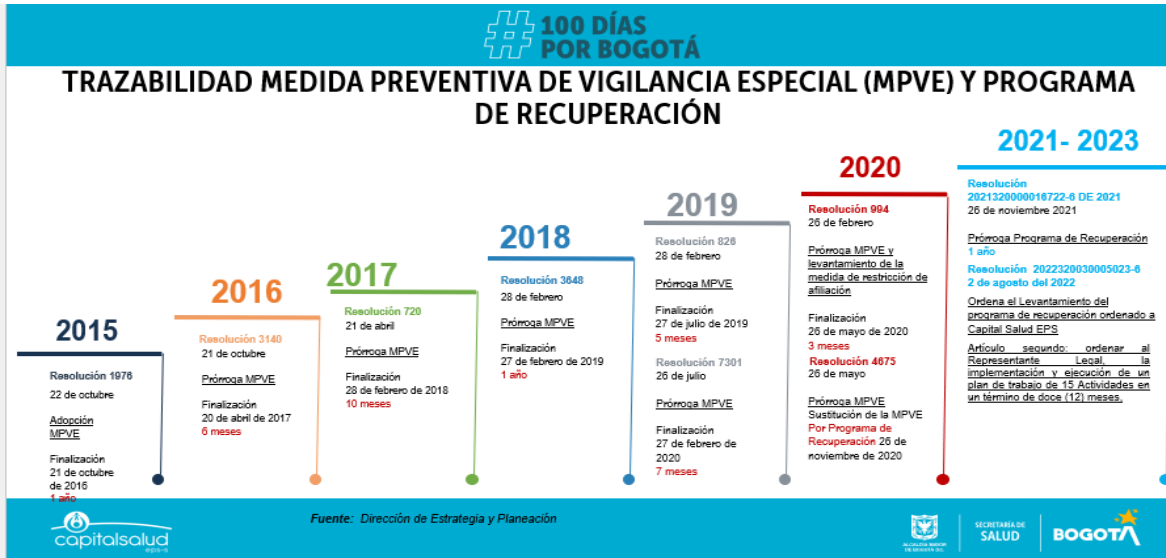 # 100 DÍAS
POR BOGOTÁ
TRAZABILIDAD MEDIDA PREVENTIVA DE VIGILANCIA ESPECIAL (MPVE) Y PROGRAMA
DE RECUPERACIÓN
2015
Resolución 1976
22 de octubre
Adopción
MPVE
Finalización
21 de octubre
de 2016
1 año
2016
Resolución 3140
21 de octubre
Prórroga MPVE
Finalización
20 de abril de 2017
6 meses
2017
Resolución 720
21 de abril
Prórroga MPVE
Finalización
28 de febrero de 2018
10 meses
2018
Resolución 3648
28 de febrero
Prórroga MPVE
Finalización
27 de febrero de 2019
1 año
2019
Resolución 826
28 de febrero
Prórroga MPVE
Finalización
27 de julio de 2019
5 meses
Resolución 7301
26 de julio
Prórroga MPVE
Finalización
27 de febrero de
2020
7 meses
2020
Resolución 994
26 de febrero
Prórroga MPVE y
levantamiento de la
medida de restricción de
afiliación
Finalización
26 de mayo de 2020
3 meses
Resolución 4675
26 de mayo
Prórroga MPVE
Sustitución de la MPVE
Por Programa de
Recuperación 26 de
noviembre de 2020
2021- 2023
Resolución
2021320000016722-6 DE 2021
26 de noviembre 2021
Prórroga Programa de Recuperación
1 año
Resolución 2022320030005023-6
2 de agosto del 2022
Ordena el Levantamiento del
programa de recuperación ordenado a
Capital Salud EPS
Artículo segundo: ordenar al
Representante Legal, la
implementación y ejecución de un
plan de trabajo de 15 Actividades en
un término de doce (12) meses.
capitalsalud
eps-s
Fuente: Dirección de Estrategia y Planeación
ALCALDÍA MAYOR
DE BOGOTÁ D.C.
SECRETARÍA DE
SALUD
BOGOTÁ